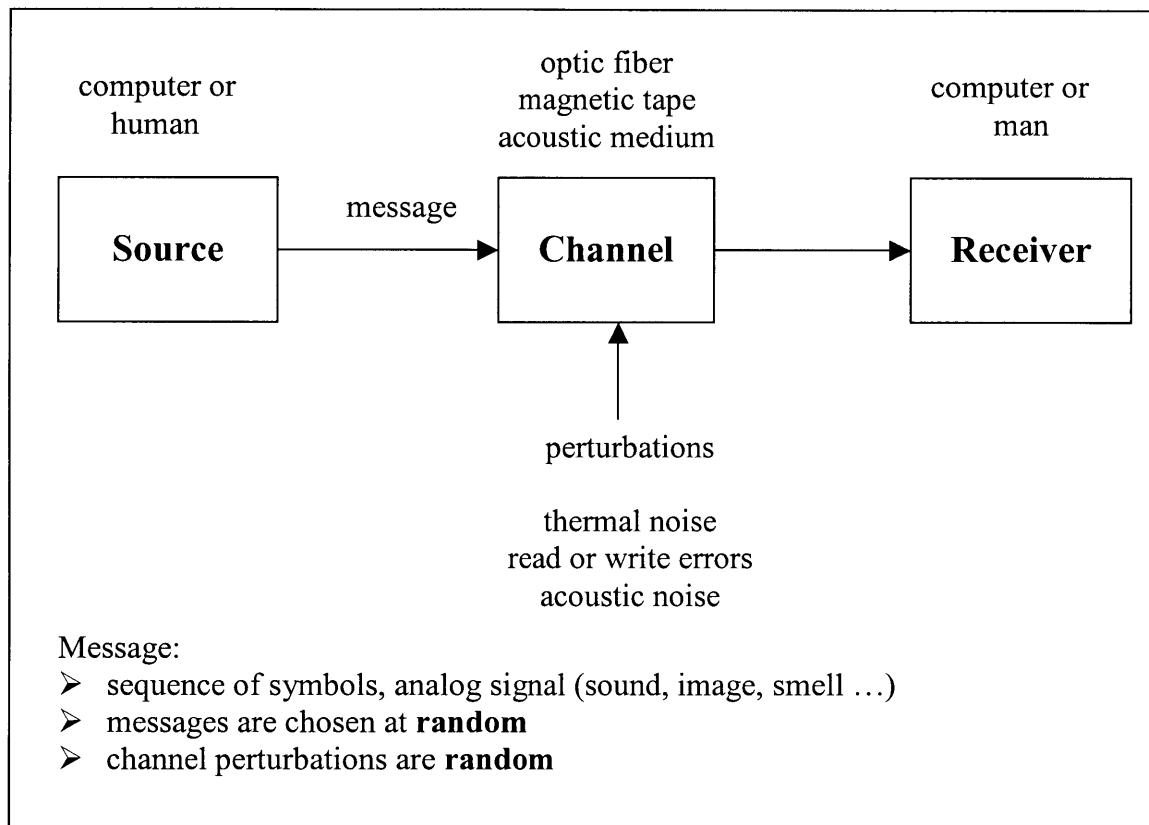 computer or
human
optic fiber
magnetic tape
acoustic medium
computer or
man
Source
message
Channel
Receiver
perturbations
thermal noise
read or write errors
acoustic noise
Message:
➢ sequence of symbols, analog signal (sound, image, smell …)
➢ messages are chosen at random
➢ channel perturbations are random